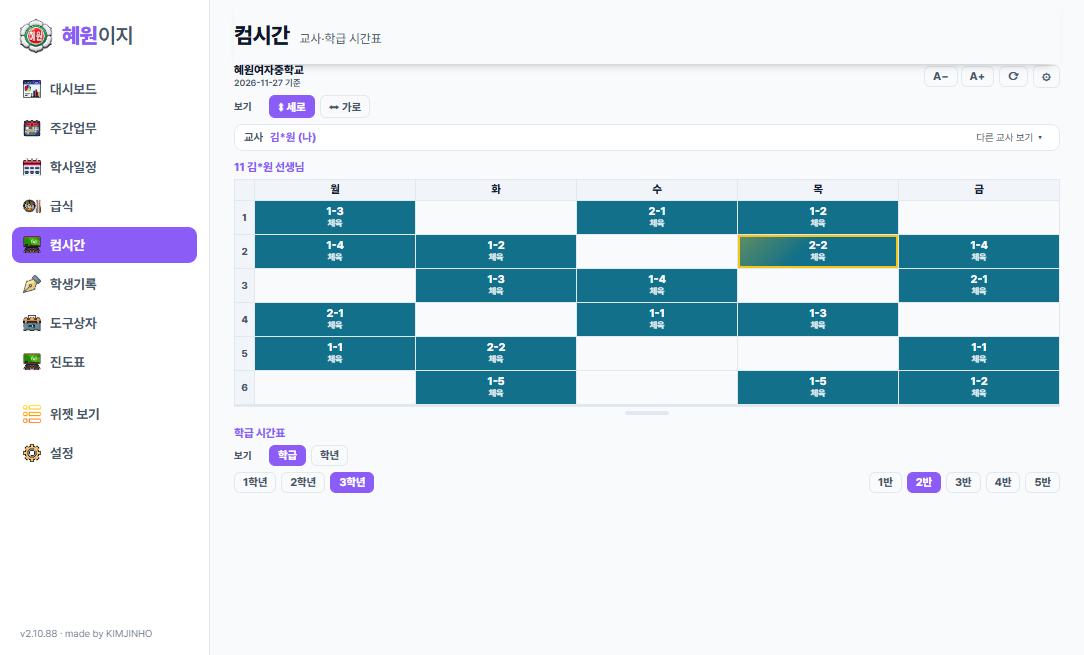 혜원이지
대시보드
주간업무
학사일정
급식
컴시간
학생기록
도구상자
진도표
위젯 보기
설정
v2.10.88 · made by KIMJINHO
컴시간 교사·학급 시간표
혜원여자중학교
2026-11-27 기준
A− A+
보기 세로 가로
교사 김*원 (나) 다른 교사 보기
11 김*원 선생님
월 화 수 목 금
1 1-3 체육 2-1 체육 1-2 체육
2 1-4 체육 1-2 체육 2-2 체육 1-4 체육
3 1-3 체육 1-4 체육 2-1 체육
4 2-1 체육 1-1 체육 1-3 체육
5 1-1 체육 2-2 체육 1-1 체육
6 1-5 체육 1-5 체육 1-2 체육
학급 시간표
보기 학급 학년
1학년 2학년 3학년 1반 2반 3반 4반 5반